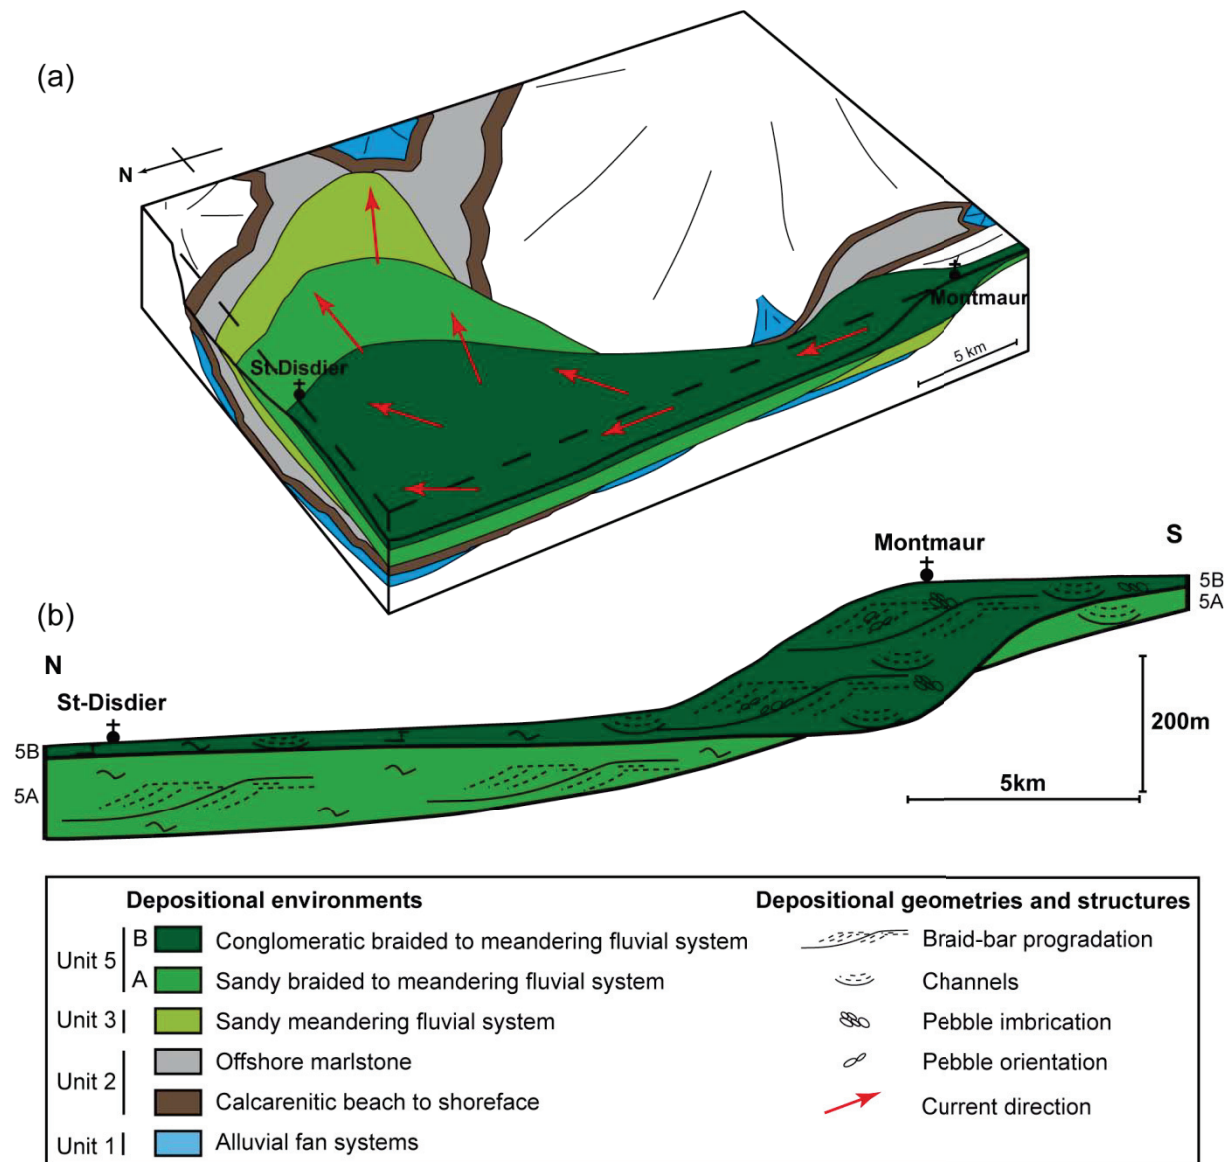 (a)
N
St-Disdier
Montmaur
5 km
(b)
N
S
St-Disdier
Montmaur
5B
5A
5B
5A
200m
5km
Depositional environments
Unit 5
B
Conglomeratic braided to meandering fluvial system
A
Sandy braided to meandering fluvial system
Unit 3
Sandy meandering fluvial system
Unit 2
Offshore marlstone
Calcarenitic beach to shoreface
Unit 1
Alluvial fan systems
Depositional geometries and structures
Braid-bar progradation
Channels
Pebble imbrication
Pebble orientation
Current direction